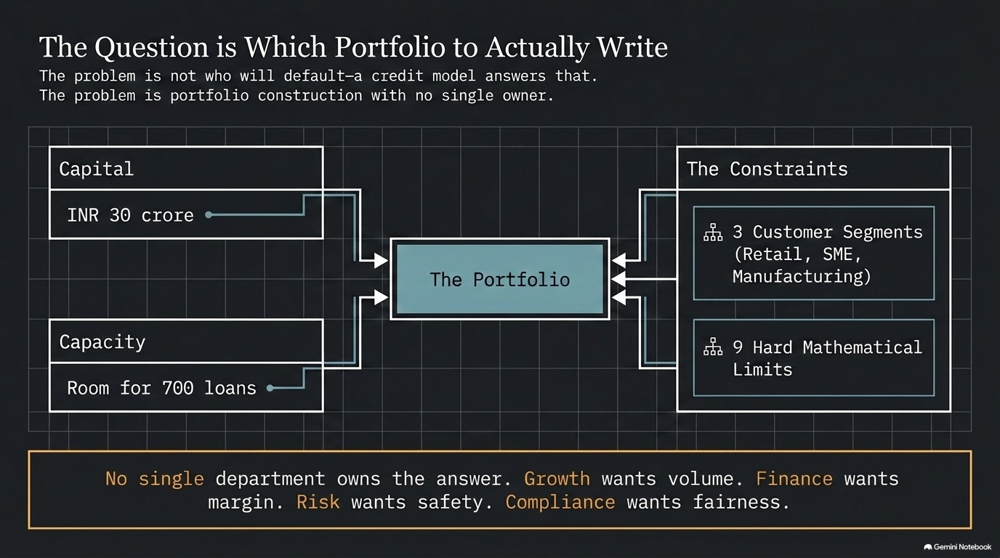 The Question is Which Portfolio to Actually Write
The problem is not who will default—a credit model answers that.
The problem is portfolio construction with no single owner.
Capital
INR 30 crore
Capacity
Room for 700 loans
The Portfolio
The Constraints
3 Customer Segments
(Retail, SME,
Manufacturing)
9 Hard Mathematical
Limits
No single department owns the answer. Growth wants volume. Finance wants
margin. Risk wants safety. Compliance wants fairness.
Gemini Notebook